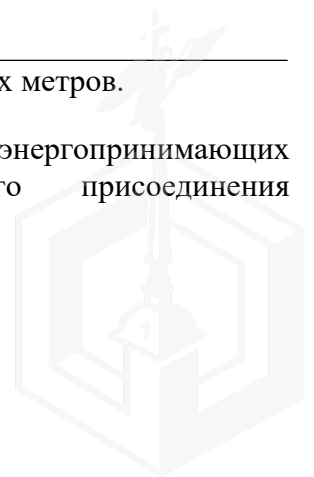 х метров.
энергопринимающих
го присоединения